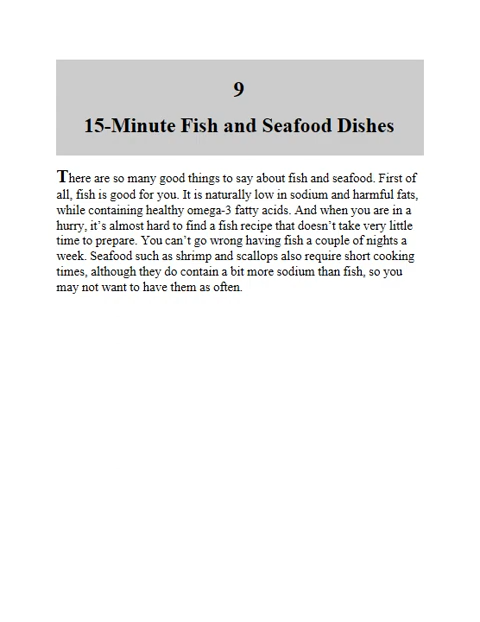 9
15-Minute Fish and Seafood Dishes
There are so many good things to say about fish and seafood. First of
all, fish is good for you. It is naturally low in sodium and harmful fats,
while containing healthy omega-3 fatty acids. And when you are in a
hurry, it’s almost hard to find a fish recipe that doesn’t take very little
time to prepare. You can’t go wrong having fish a couple of nights a
week. Seafood such as shrimp and scallops also require short cooking
times, although they do contain a bit more sodium than fish, so you
may not want to have them as often.